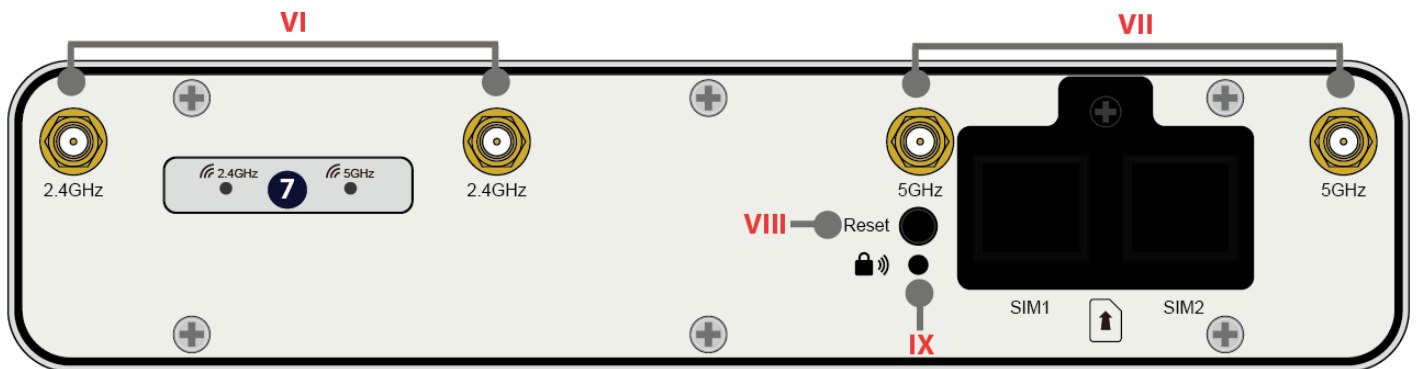 VI
VII
2.4GHz
2.4GHz
7
5GHz
2.4GHz
5GHz
5GHz
VIII
Reset
SIM1
SIM2
IX